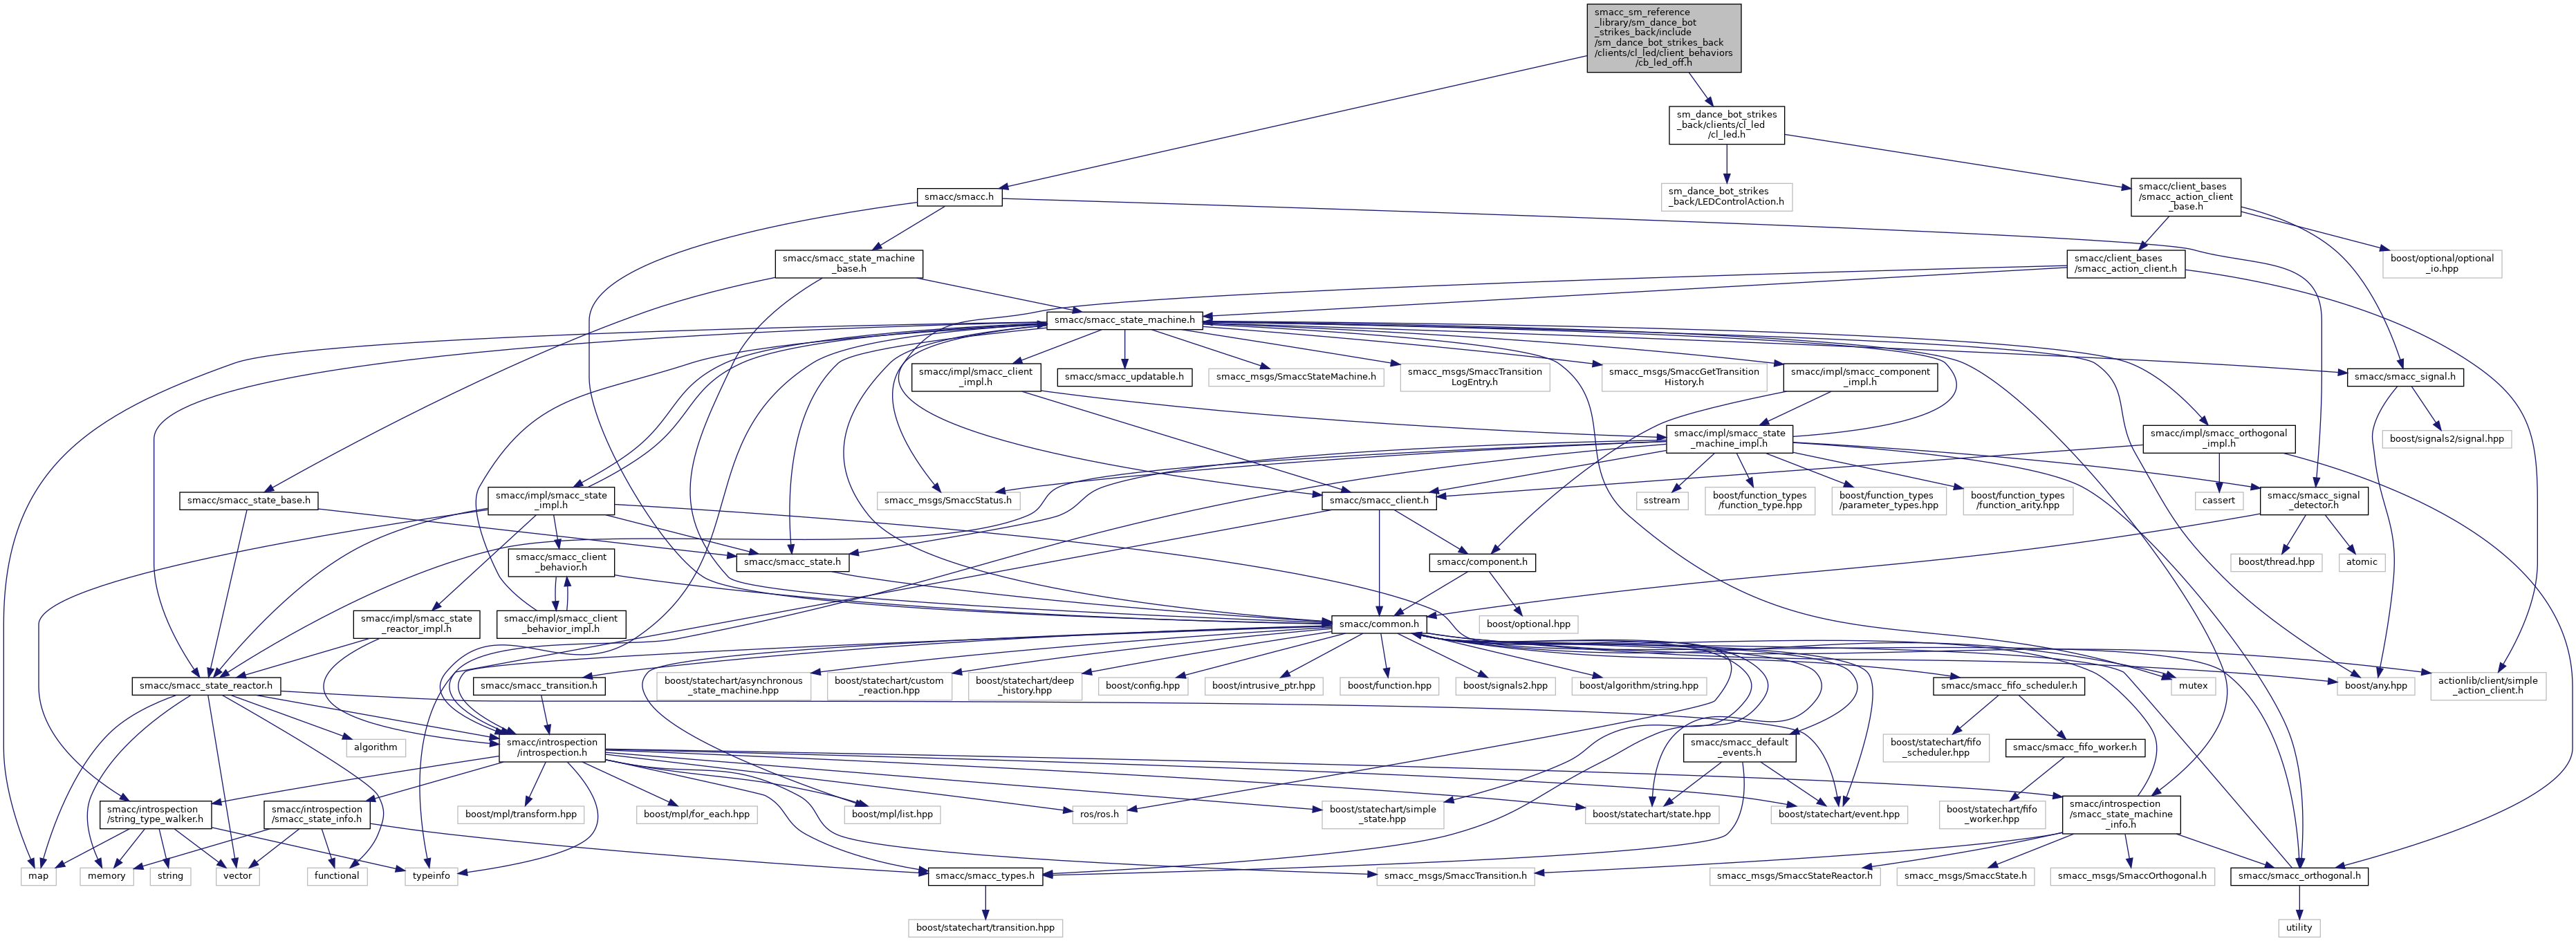 smacc_sm_reference
_library/sm_dance_bot
_strikes_back/include
/sm_dance_bot_strikes_back
/clients/cl_led/client_behaviors
/cb_led_off.h
sm_dance_bot_strikes
_back/clients/cl_led
/cl_led.h
smacc/smacc.h
sm_dance_bot_strikes
_back/LEDControlAction.h
smacc/client_bases
/smacc_action_client
_base.h
smacc/smacc_state_machine
_base.h
smacc/client_bases
/smacc_action_client.h
boost/optional/optional
_io.hpp
smacc/smacc_state_machine.h
smacc/impl/smacc_client
_impl.h
smacc/smacc_updatable.h
smacc_msgs/SmaccStateMachine.h
smacc_msgs/SmaccTransition
LogEntry.h
smacc_msgs/SmaccGetTransition
History.h
smacc/impl/smacc_component
_impl.h
smacc/smacc_signal.h
smacc/impl/smacc_state
_machine_impl.h
smacc/impl/smacc_orthogonal
_impl.h
boost/signals2/signal.hpp
smacc/smacc_state_base.h
smacc/impl/smacc_state
_impl.h
smacc_msgs/SmaccStatus.h
smacc/smacc_client.h
sstream
boost/function_types
/function_type.hpp
boost/function_types
/parameter_types.hpp
boost/function_types
/function_arity.hpp
cassert
smacc/smacc_signal
_detector.h
smacc/smacc_client
_behavior.h
smacc/smacc_state.h
smacc/component.h
boost/thread.hpp
atomic
smacc/impl/smacc_state
_reactor_impl.h
smacc/impl/smacc_client
_behavior_impl.h
smacc/common.h
boost/optional.hpp
smacc/smacc_state_reactor.h
smacc/smacc_transition.h
boost/statechart/asynchronous
_state_machine.hpp
boost/statechart/custom
_reaction.hpp
boost/statechart/deep
_history.hpp
boost/config.hpp
boost/intrusive_ptr.hpp
boost/function.hpp
boost/signals2.hpp
boost/algorithm/string.hpp
smacc/smacc_fifo_scheduler.h
mutex
boost/any.hpp
actionlib/client/simple
_action_client.h
algorithm
smacc/introspection
/introspection.h
smacc/smacc_default
_events.h
boost/statechart/fifo
_scheduler.hpp
smacc/smacc_fifo_worker.h
smacc/introspection
/string_type_walker.h
smacc/introspection
/smacc_state_info.h
boost/mpl/transform.hpp
boost/mpl/for_each.hpp
boost/mpl/list.hpp
ros/ros.h
boost/statechart/simple
_state.hpp
boost/statechart/state.hpp
boost/statechart/event.hpp
boost/statechart/fifo
_worker.hpp
smacc/introspection
/smacc_state_machine
_info.h
map
memory
string
vector
functional
typeinfo
smacc/smacc_types.h
smacc_msgs/SmaccTransition.h
smacc_msgs/SmaccStateReactor.h
smacc_msgs/SmaccState.h
smacc_msgs/SmaccOrthogonal.h
smacc/smacc_orthogonal.h
boost/statechart/transition.hpp
utility